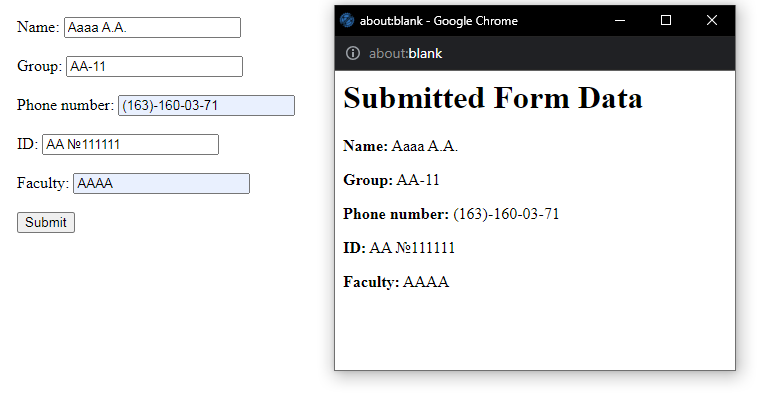 Name: Aaaa A.A.
Group: AA-11
Phone number: (163)-160-03-71
ID: AA №111111
Faculty: AAAA
Submit
about:blank - Google Chrome
about:blank
Submitted Form Data
Name: Aaaa A.A.
Group: AA-11
Phone number: (163)-160-03-71
ID: AA №111111
Faculty: AAAA